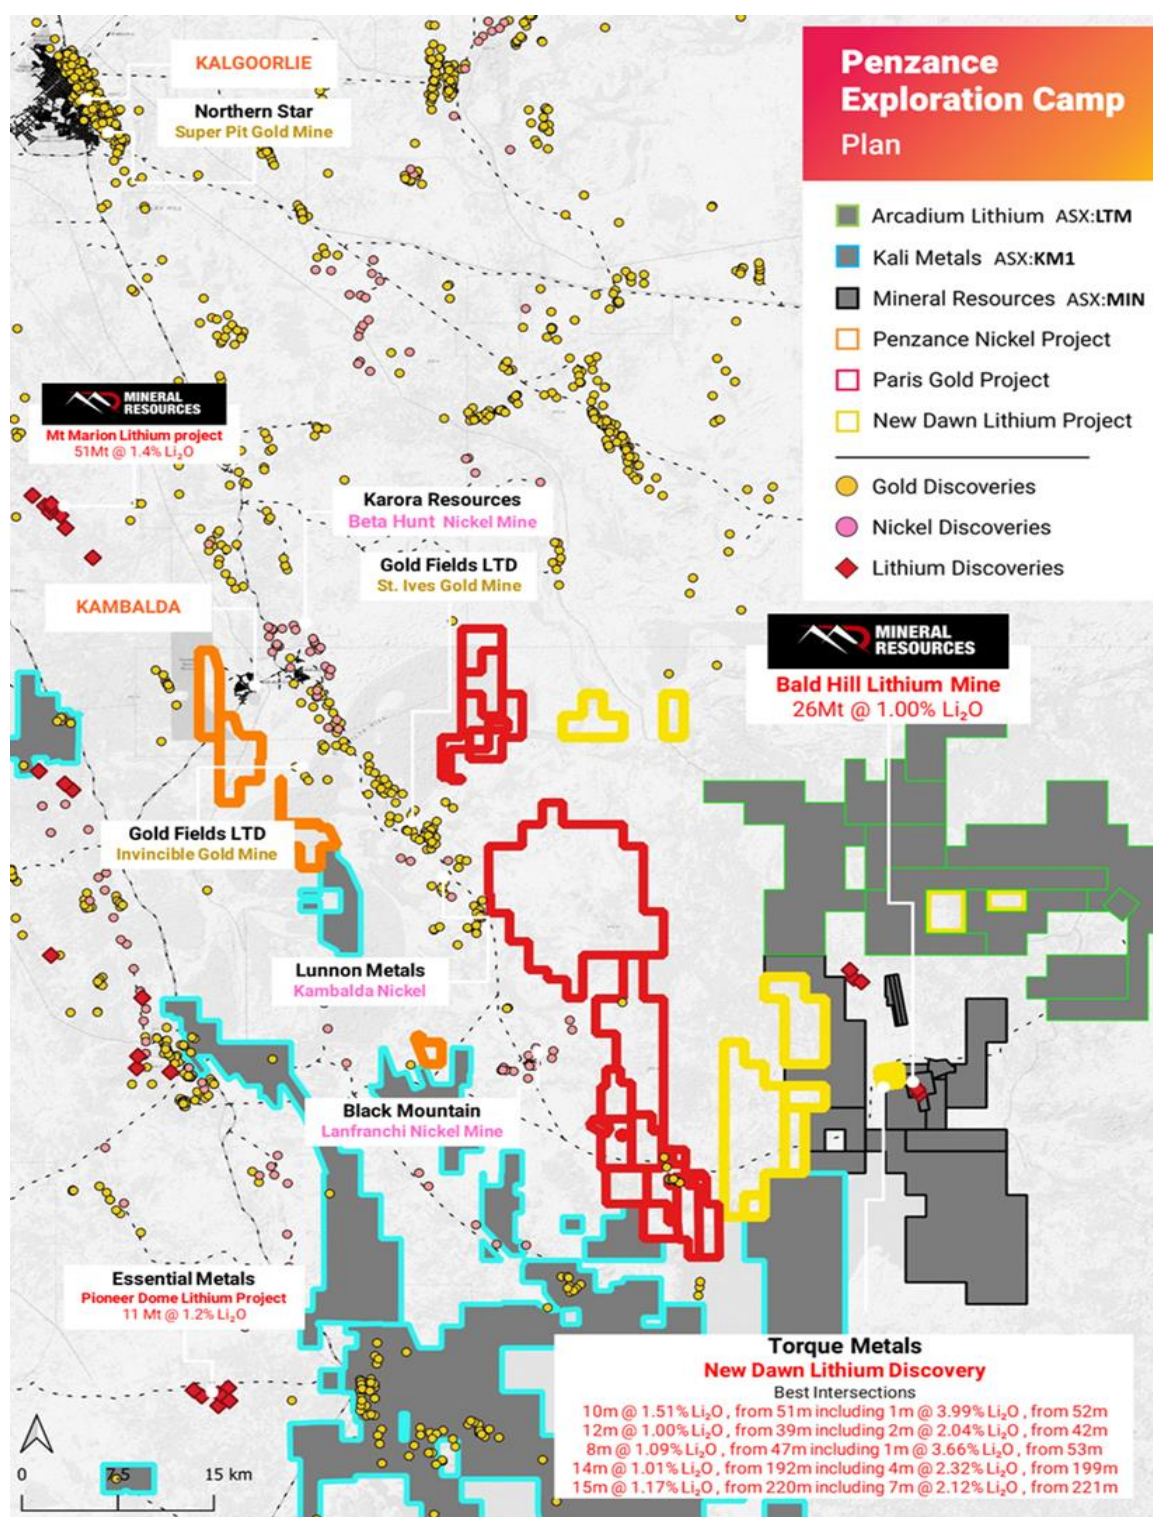 Penzance
Exploration Camp
Plan
Arcadium Lithium ASX:LTM
Kali Metals ASX:KM1
Mineral Resources ASX:MIN
Penzance Nickel Project
Paris Gold Project
New Dawn Lithium Project
Gold Discoveries
Nickel Discoveries
Lithium Discoveries
KALGOORLIE
Northern Star
Super Pit Gold Mine
MINERAL
RESOURCES
Mt Marion Lithium project
51Mt @ 1.4% Li₂O
Karora Resources
Beta Hunt Nickel Mine
Gold Fields LTD
St. Ives Gold Mine
KAMBALDA
MINERAL
RESOURCES
Bald Hill Lithium Mine
26Mt @ 1.00% Li₂O
Gold Fields LTD
Invincible Gold Mine
Lunnon Metals
Kambalda Nickel
Black Mountain
Lanfranchi Nickel Mine
Essential Metals
Pioneer Dome Lithium Project
11 Mt @ 1.2% Li₂O
Torque Metals
New Dawn Lithium Discovery
Best Intersections
10m @ 1.51% Li₂O , from 51m including 1m @ 3.99% Li₂O , from 52m
12m @ 1.00% Li₂O , from 39m including 2m @ 2.04% Li₂O , from 42m
8m @ 1.09% Li₂O , from 47m including 1m @ 3.66% Li₂O , from 53m
14m @ 1.01% Li₂O , from 192m including 4m @ 2.32% Li₂O , from 199m
15m @ 1.17% Li₂O , from 220m including 7m @ 2.12% Li₂O , from 221m
0 7.5 15 km